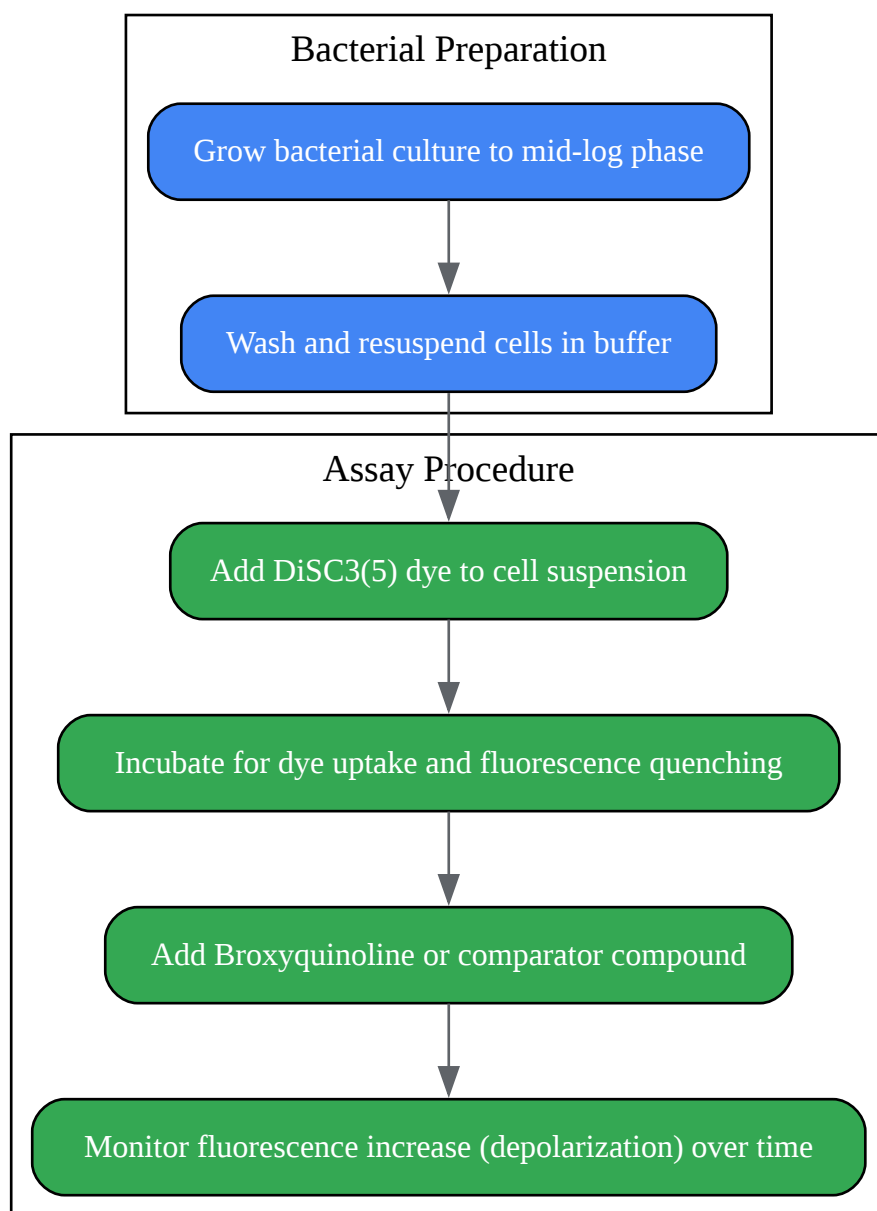 Bacterial Preparation
Grow bacterial culture to mid-log phase
Wash and resuspend cells in buffer
Assay Procedure
Add DiSC3(5) dye to cell suspension
Incubate for dye uptake and fluorescence quenching
Add Broxyquinoline or comparator compound
Monitor fluorescence increase (depolarization) over time